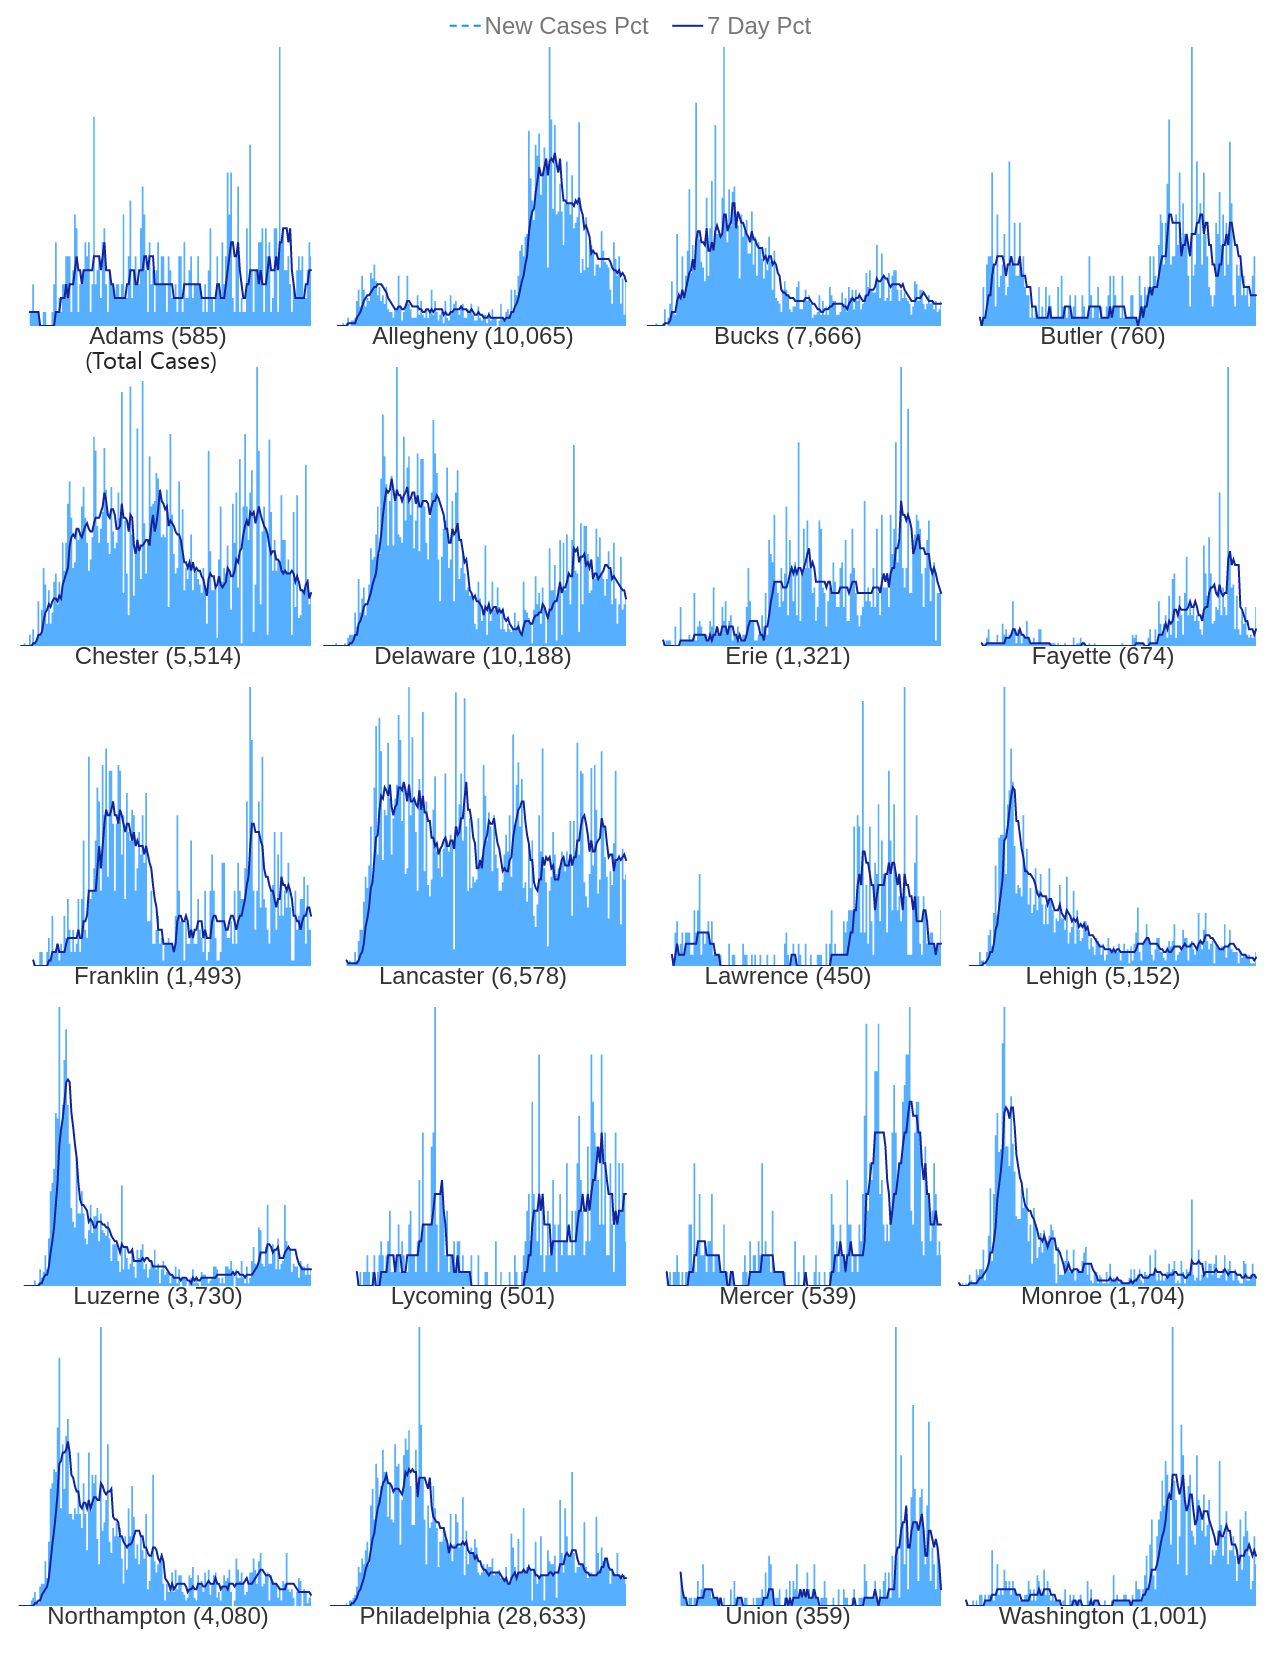 New Cases Pct 7 Day Pct
Adams (585) Allegheny (10,065) Bucks (7,666) Butler (760)
(Total Cases)
Chester (5,514) Delaware (10,188) Erie (1,321) Fayette (674)
Franklin (1,493) Lancaster (6,578) Lawrence (450) Lehigh (5,152)
Luzerne (3,730) Lycoming (501) Mercer (539) Monroe (1,704)
Northampton (4,080) Philadelphia (28,633) Union (359) Washington (1,001)